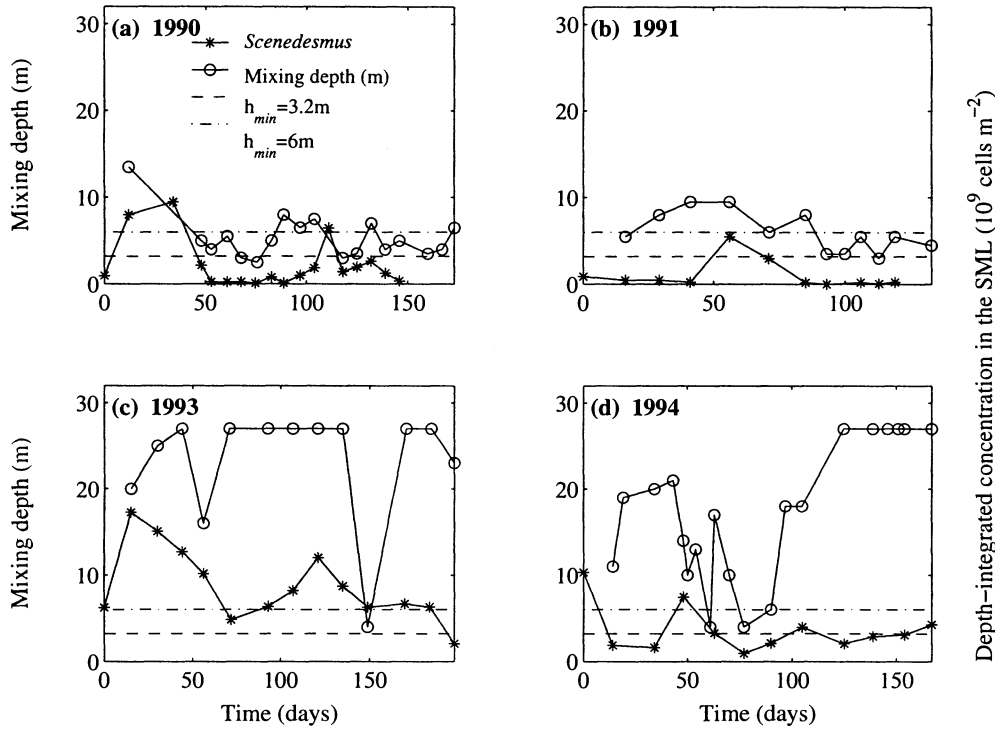 (a) 1990
Scenedesmus
Mixing depth (m)
h_min=3.2m
h_min=6m
30
20
10
0
0 50 100 150
Mixing depth (m)
(b) 1991
30
20
10
0
0 50 100
(c) 1993
30
20
10
0
0 50 100 150
Mixing depth (m)
Time (days)
(d) 1994
30
20
10
0
0 50 100 150
Time (days)
Depth−integrated concentration in the SML (10⁹ cells m⁻²)